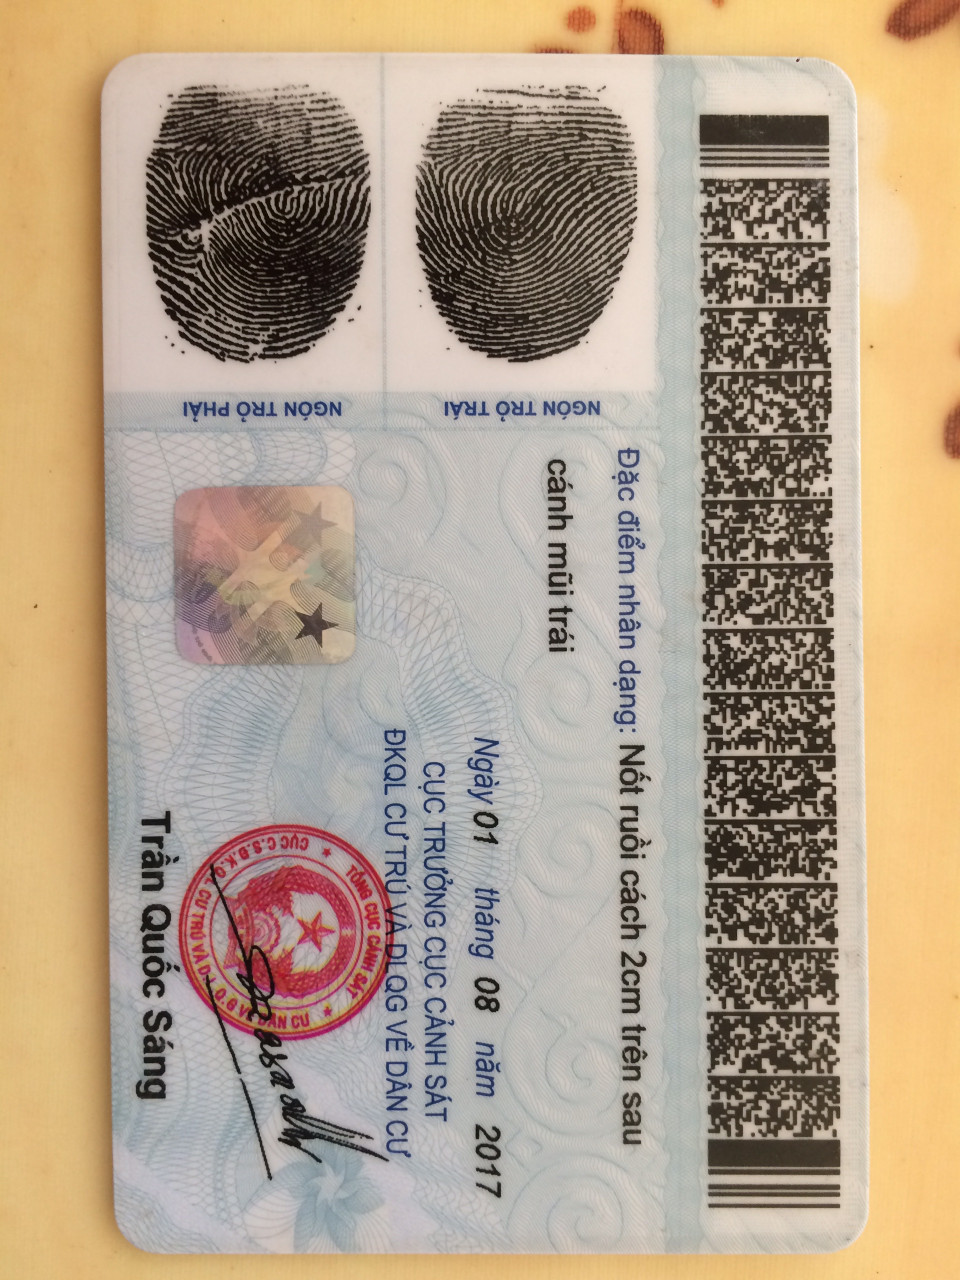 Đặc điểm nhân dạng: Nốt ruồi cách 2cm trên sau
cánh mũi trái
NGÓN TRỎ TRÁI
NGÓN TRỎ PHẢI
Ngày 01 tháng 08 năm 2017
CỤC TRƯỞNG CỤC CẢNH SÁT
ĐKQL CƯ TRÚ VÀ DLQG VỀ DÂN CƯ
TỔNG CỤC CẢNH SÁT
CỤC C.S.Đ.K.Q.L CƯ TRÚ VÀ D.L.Q.G VỀ DÂN CƯ
Trần Quốc Sáng